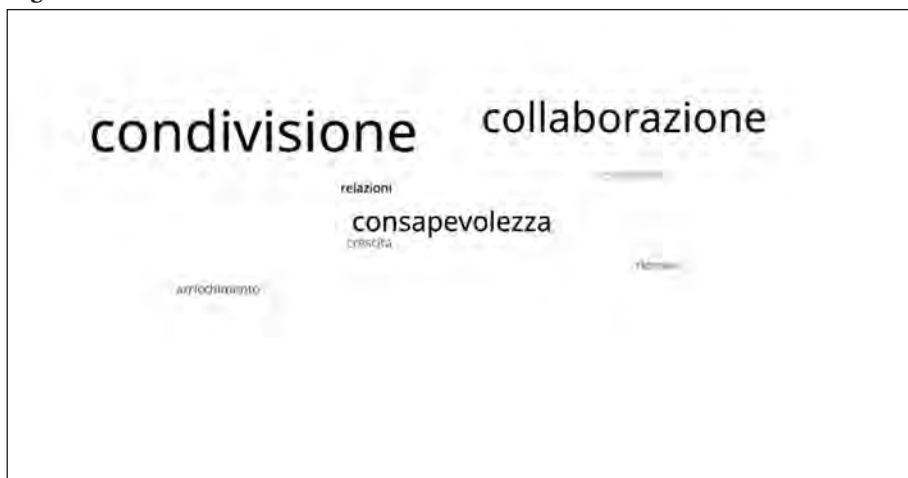 condivisione
collaborazione
relazioni
consapevolezza
crescita
arricchimento